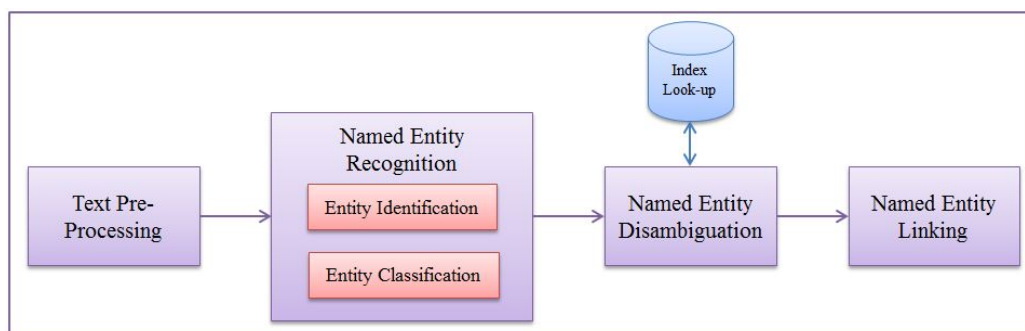 Index
Look-up
Named Entity
Recognition
Text Pre-
Processing
Entity Identification
Entity Classification
Named Entity
Disambiguation
Named Entity
Linking